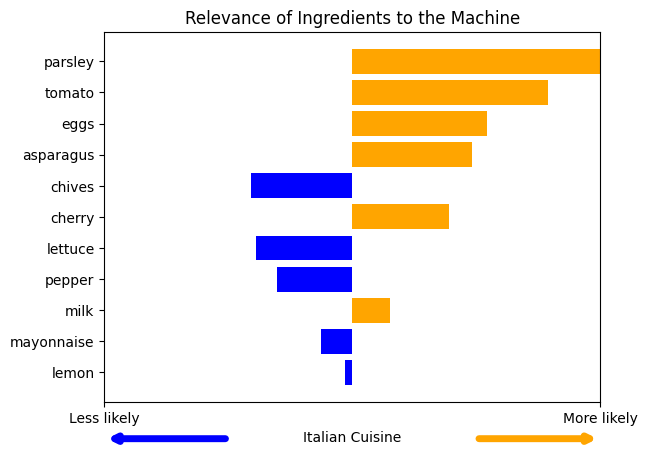 Relevance of Ingredients to the Machine
parsley
tomato
eggs
asparagus
chives
cherry
lettuce
pepper
milk
mayonnaise
lemon
Less likely
More likely
Italian Cuisine